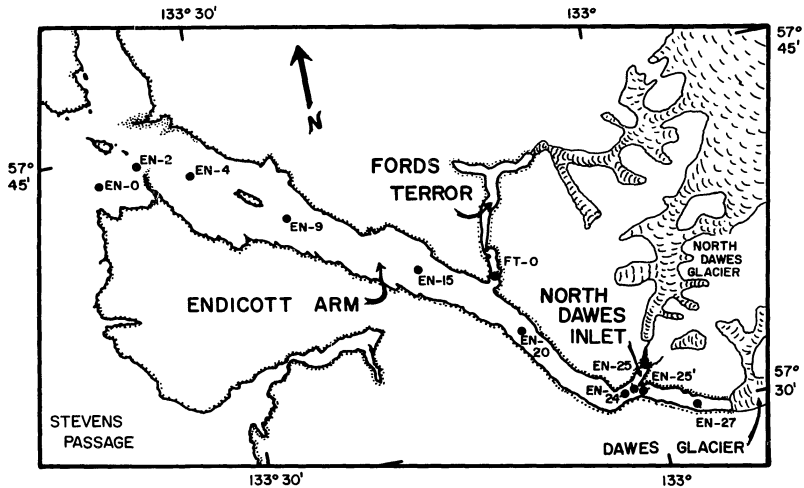 133° 30'
133°
57°
45'
N
EN-2
EN-4
57°
45'
EN-0
FORDS
TERROR
EN-9
NORTH
DAWES
GLACIER
FT-0
EN-15
ENDICOTT ARM
NORTH
DAWES
INLET
EN-
20
EN-25
EN-25'
57°
30'
EN-
24
EN-27
STEVENS
PASSAGE
DAWES GLACIER
133° 30'
133°